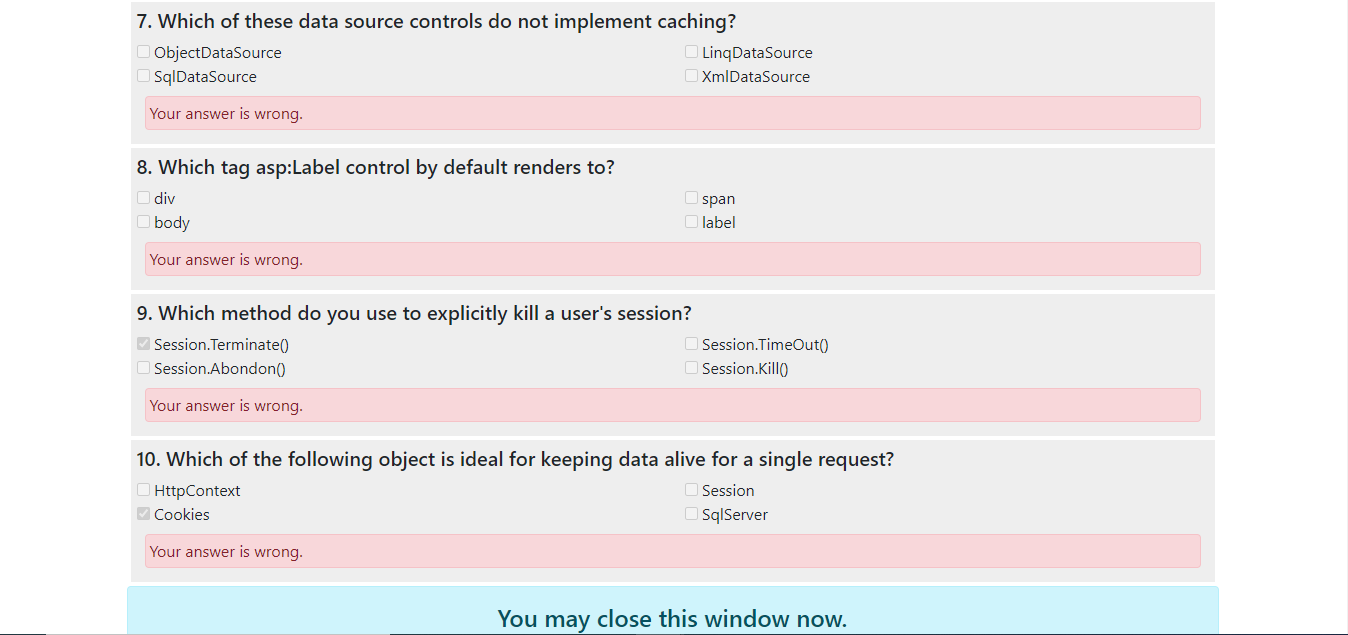 7. Which of these data source controls do not implement caching?
ObjectDataSource LinqDataSource
SqlDataSource XmlDataSource
Your answer is wrong.
8. Which tag asp:Label control by default renders to?
div span
body label
Your answer is wrong.
9. Which method do you use to explicitly kill a user's session?
Session.Terminate() Session.TimeOut()
Session.Abondon() Session.Kill()
Your answer is wrong.
10. Which of the following object is ideal for keeping data alive for a single request?
HttpContext Session
Cookies SqlServer
Your answer is wrong.
You may close this window now.